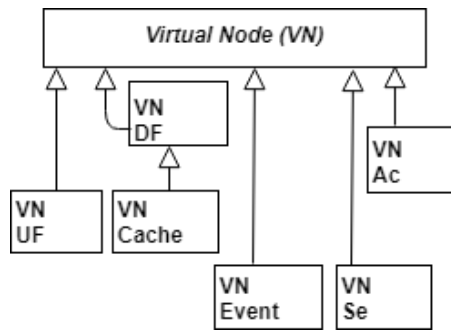 Virtual Node (VN)
VN
DF
VN
Ac
VN
UF
VN
Cache
VN
Event
VN
Se